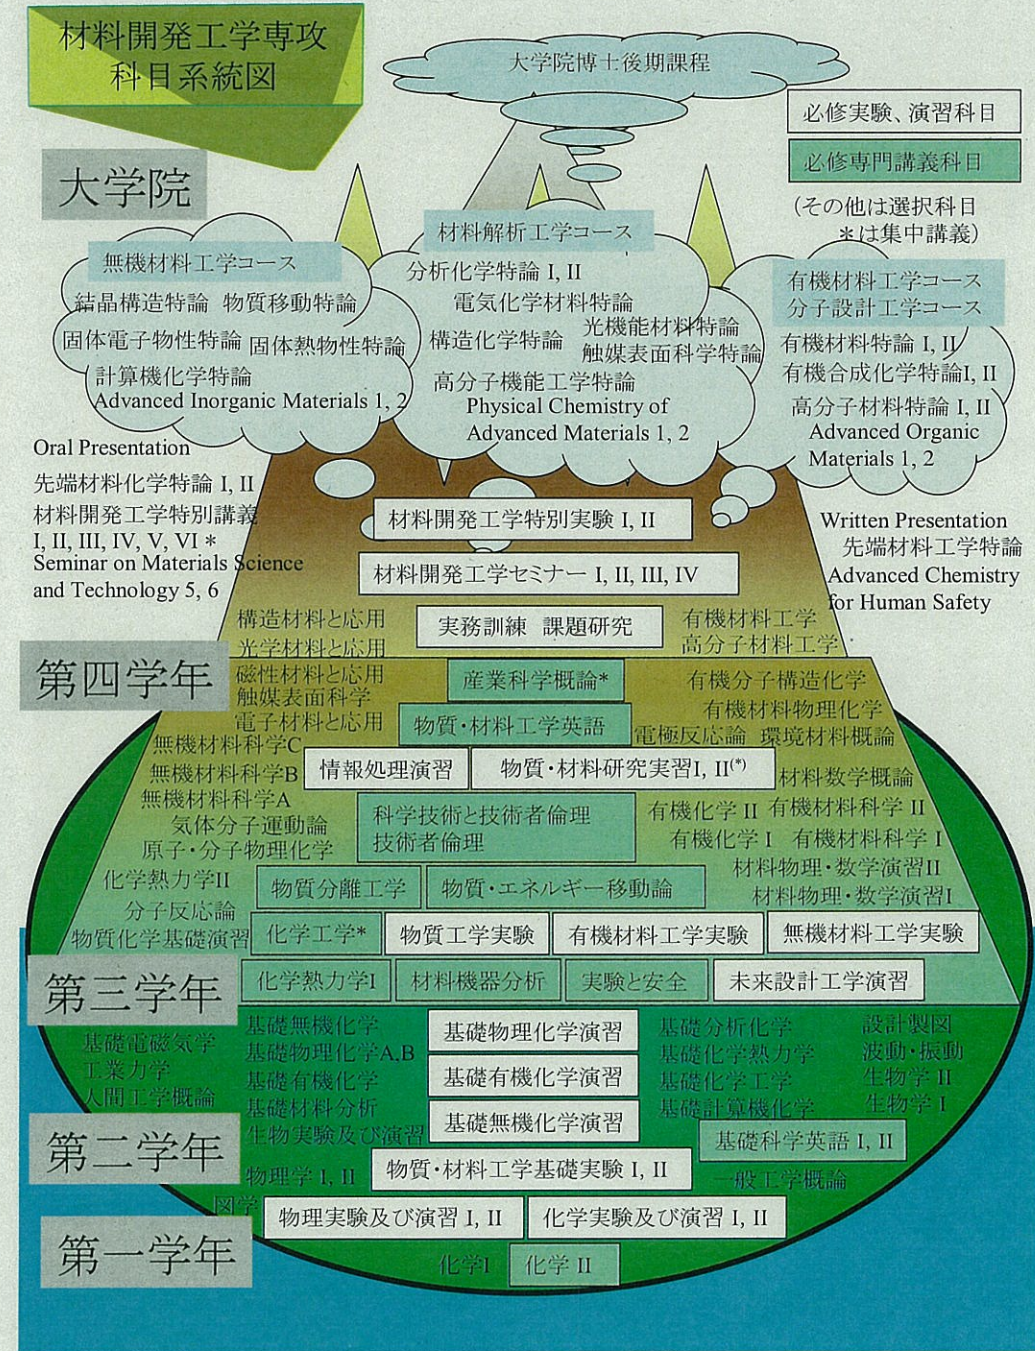 材料開発工学専攻
科目系統図
大学院博士後期課程
必修実験、演習科目
必修専門講義科目
(その他は選択科目
*は集中講義)
大学院
無機材料工学コース
結晶構造特論 物質移動特論
固体電子物性特論 固体熱物性特論
計算機化学特論
Advanced Inorganic Materials 1, 2
材料解析工学コース
分析化学特論 I, II
電気化学材料特論
構造化学特論 光機能材料特論
触媒表面科学特論
高分子機能工学特論
Physical Chemistry of
Advanced Materials 1, 2
有機材料工学コース
分子設計工学コース
有機材料特論 I, II
有機合成化学特論I, II
高分子材料特論 I, II
Advanced Organic
Materials 1, 2
Oral Presentation
先端材料化学特論 I, II
材料開発工学特別講義
I, II, III, IV, V, VI *
Seminar on Materials Science
and Technology 5, 6
材料開発工学特別実験 I, II
材料開発工学セミナー I, II, III, IV
Written Presentation
先端材料工学特論
Advanced Chemistry
for Human Safety
構造材料と応用
実務訓練 課題研究
有機材料工学
光学材料と応用
高分子材料工学
第四学年
磁性材料と応用
産業科学概論*
有機分子構造化学
触媒表面科学
電子材料と応用
物質・材料工学英語
有機材料物理化学
電極反応論 環境材料概論
無機材料科学C
無機材料科学B
情報処理演習
物質・材料研究実習I, II(*)
材料数学概論
無機材料科学A
気体分子運動論
原子・分子物理化学
科学技術と技術者倫理
技術者倫理
有機化学 II 有機材料科学 II
有機化学 I 有機材料科学 I
化学熱力学II
物質分離工学
物質・エネルギー移動論
材料物理・数学演習II
材料物理・数学演習I
分子反応論
物質化学基礎演習
化学工学*
物質工学実験
有機材料工学実験
無機材料工学実験
第三学年
化学熱力学I
材料機器分析
実験と安全
未来設計工学演習
基礎電磁気学
工業力学
人間工学概論
基礎無機化学
基礎物理化学A,B
基礎有機化学
基礎材料分析
生物実験及び演習
基礎物理化学演習
基礎有機化学演習
基礎無機化学演習
基礎分析化学
基礎化学熱力学
基礎化学工学
基礎計算機化学
設計製図
波動・振動
生物学 II
生物学 I
第二学年
基礎科学英語 I, II
物理学 I, II
物質・材料工学基礎実験 I, II
一般工学概論
図学
物理実験及び演習 I, II
化学実験及び演習 I, II
第一学年
化学I
化学 II